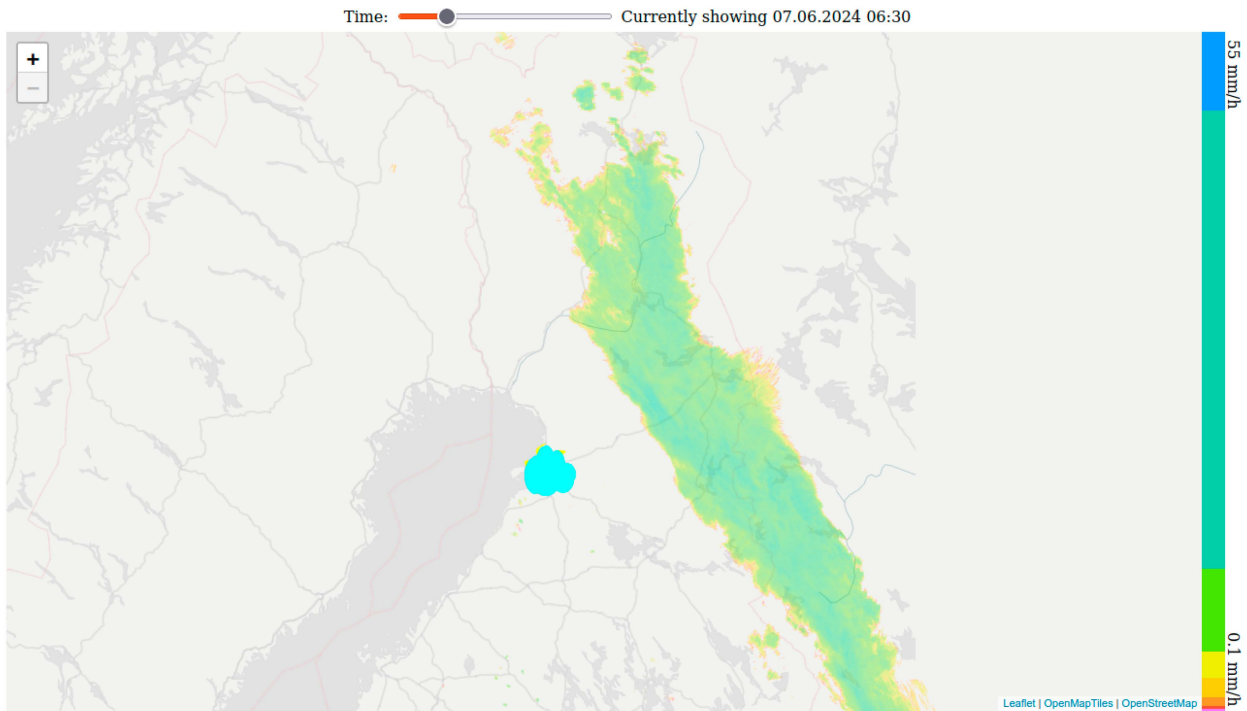 Time: Currently showing 07.06.2024 06:30
+
−
55 mm/h
0.1 mm/h
Leaflet | OpenMapTiles | OpenStreetMap